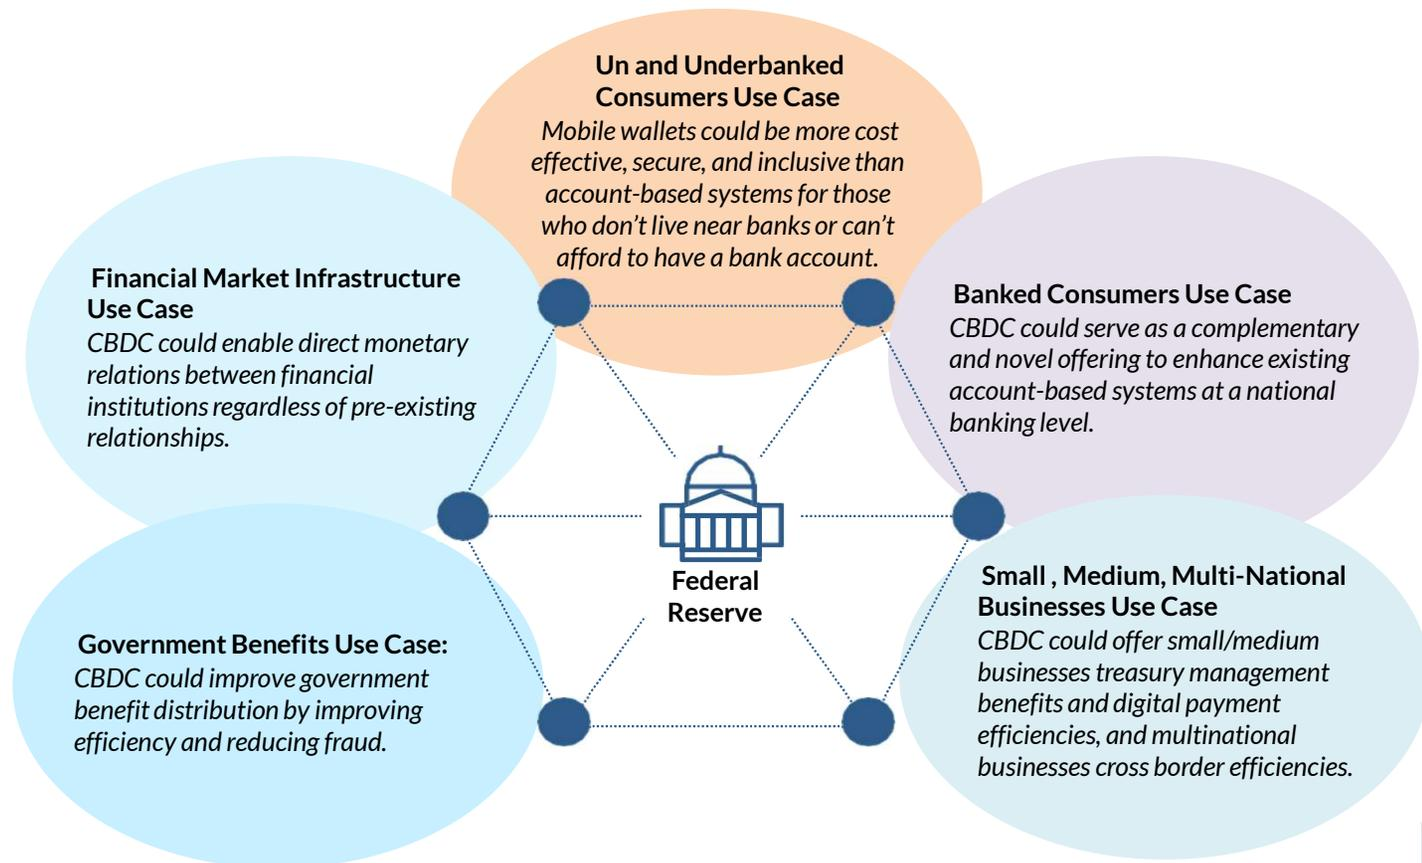 Un and Underbanked
Consumers Use Case
Mobile wallets could be more cost
effective, secure, and inclusive than
account-based systems for those
who don’t live near banks or can’t
afford to have a bank account.
Financial Market Infrastructure
Use Case
CBDC could enable direct monetary
relations between financial
institutions regardless of pre-existing
relationships.
Banked Consumers Use Case
CBDC could serve as a complementary
and novel offering to enhance existing
account-based systems at a national
banking level.
Federal
Reserve
Government Benefits Use Case:
CBDC could improve government
benefit distribution by improving
efficiency and reducing fraud.
Small , Medium, Multi-National
Businesses Use Case
CBDC could offer small/medium
businesses treasury management
benefits and digital payment
efficiencies, and multinational
businesses cross border efficiencies.